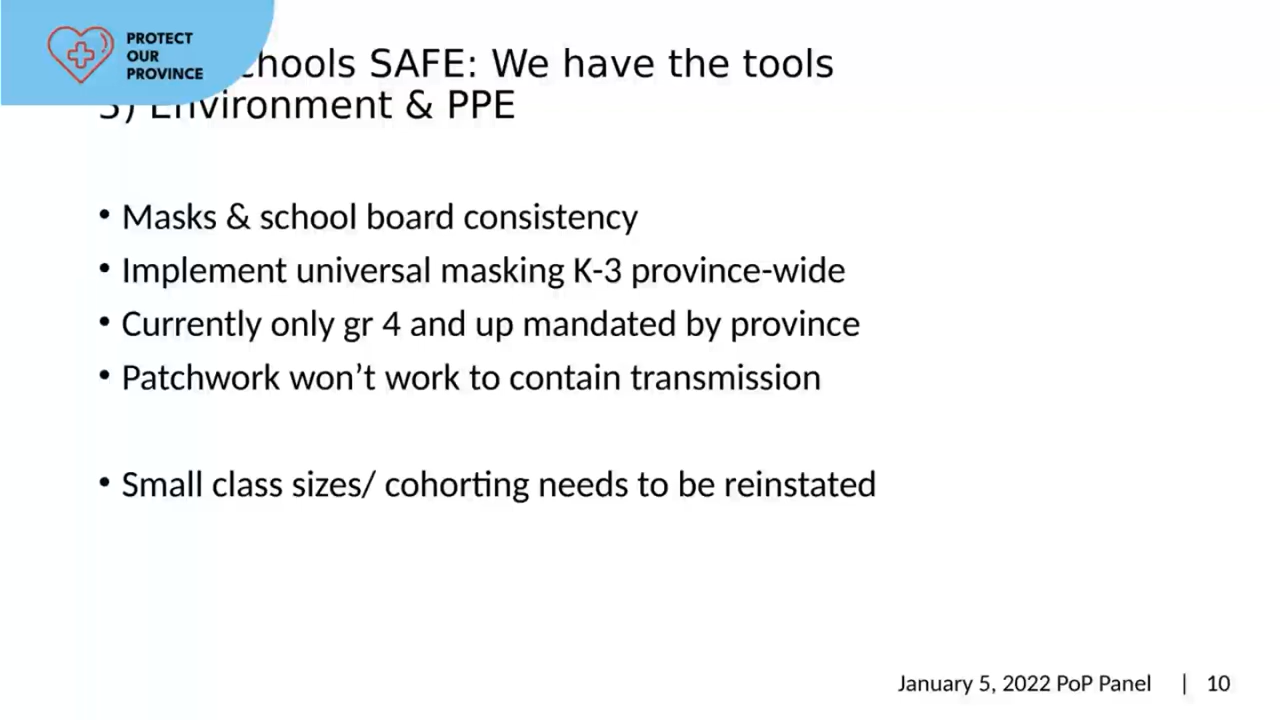 PROTECT
OUR
PROVINCE
SAFE: We have the tools
Environment & PPE
• Masks & school board consistency
• Implement universal masking K-3 province-wide
• Currently only gr 4 and up mandated by province
• Patchwork won’t work to contain transmission
• Small class sizes/ cohorting needs to be reinstated
January 5, 2022 PoP Panel | 10